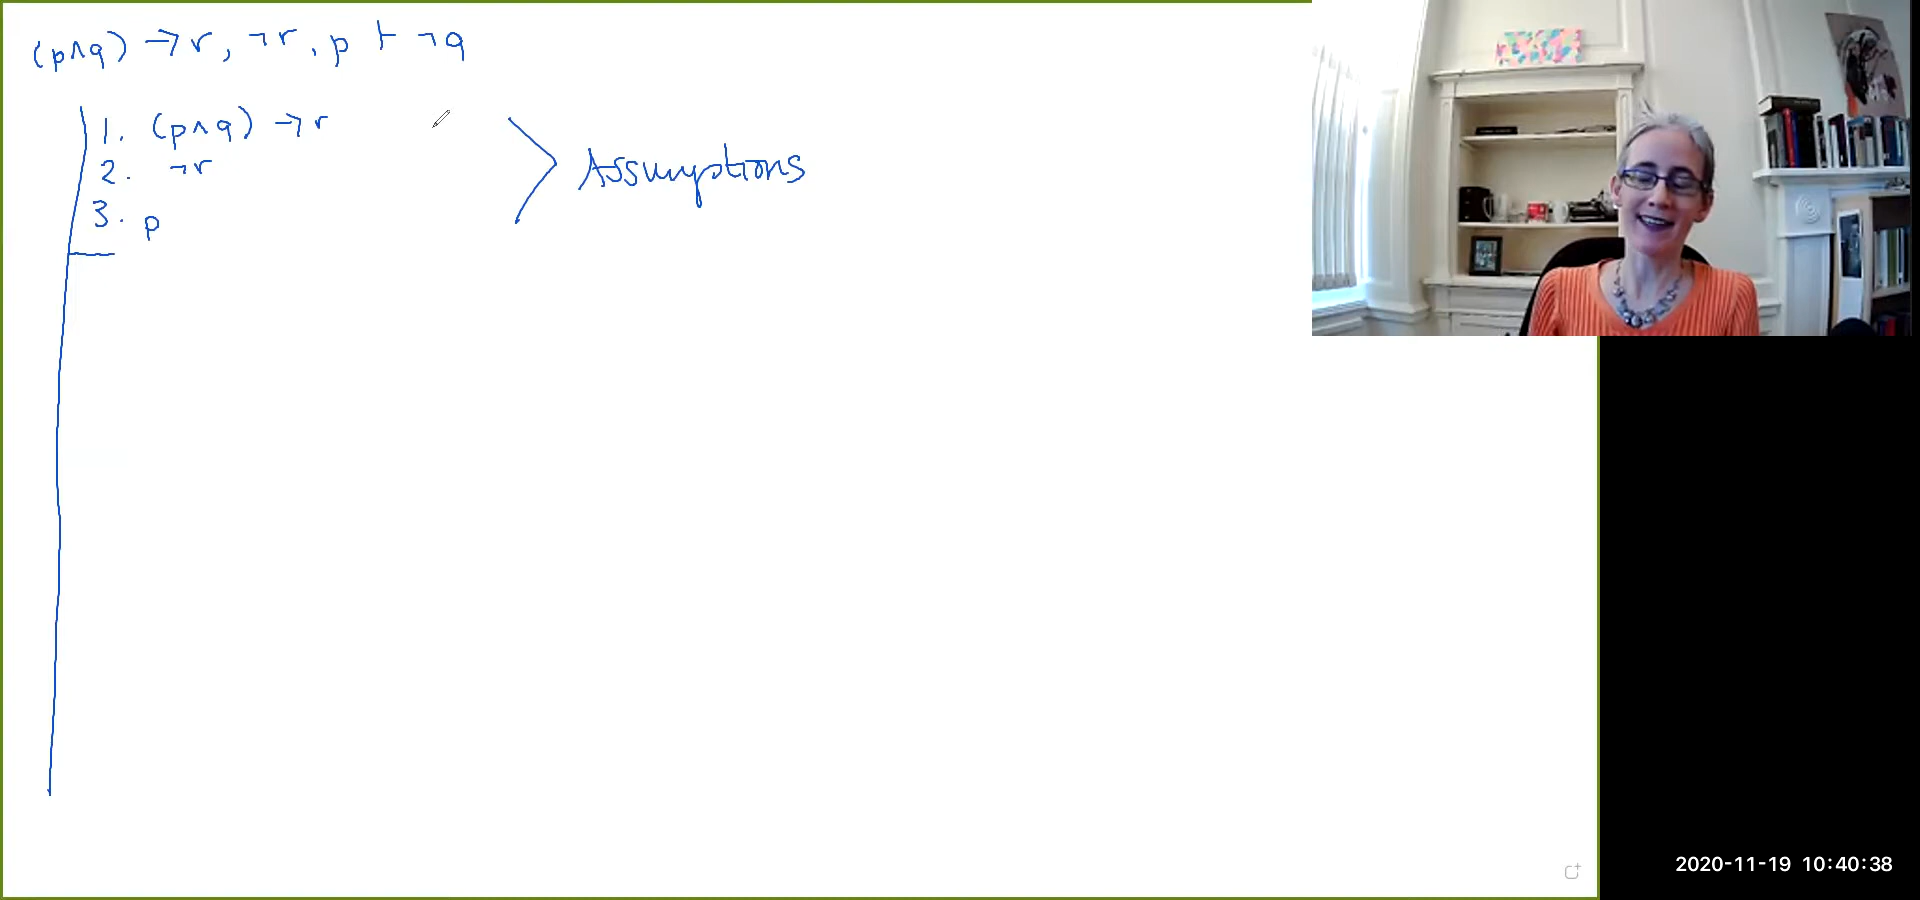 (p∧q) → r, ¬r, p ⊢ ¬q
1. (p∧q) → r
2. ¬r
3. p
Assumptions
2020-11-19 10:40:38